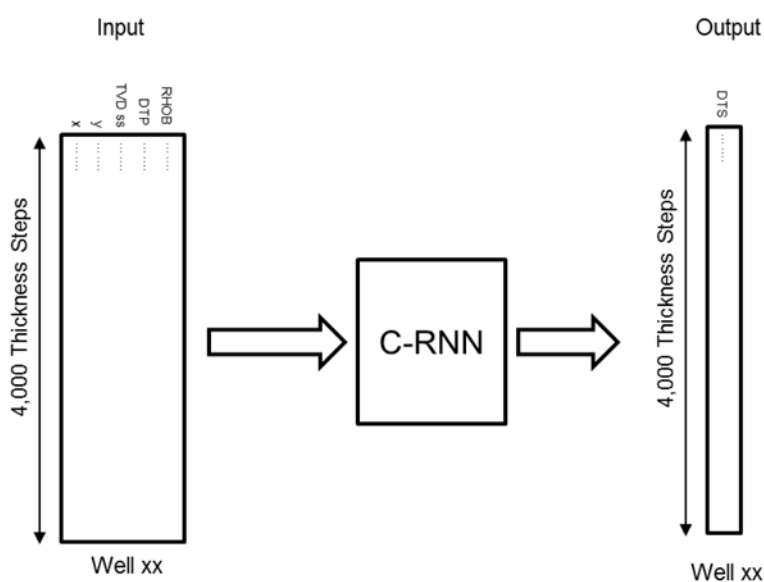 Input
Output
x
y
TVD ss
DTP
RHOB
DTS
4,000 Thickness Steps
C-RNN
4,000 Thickness Steps
Well xx
Well xx